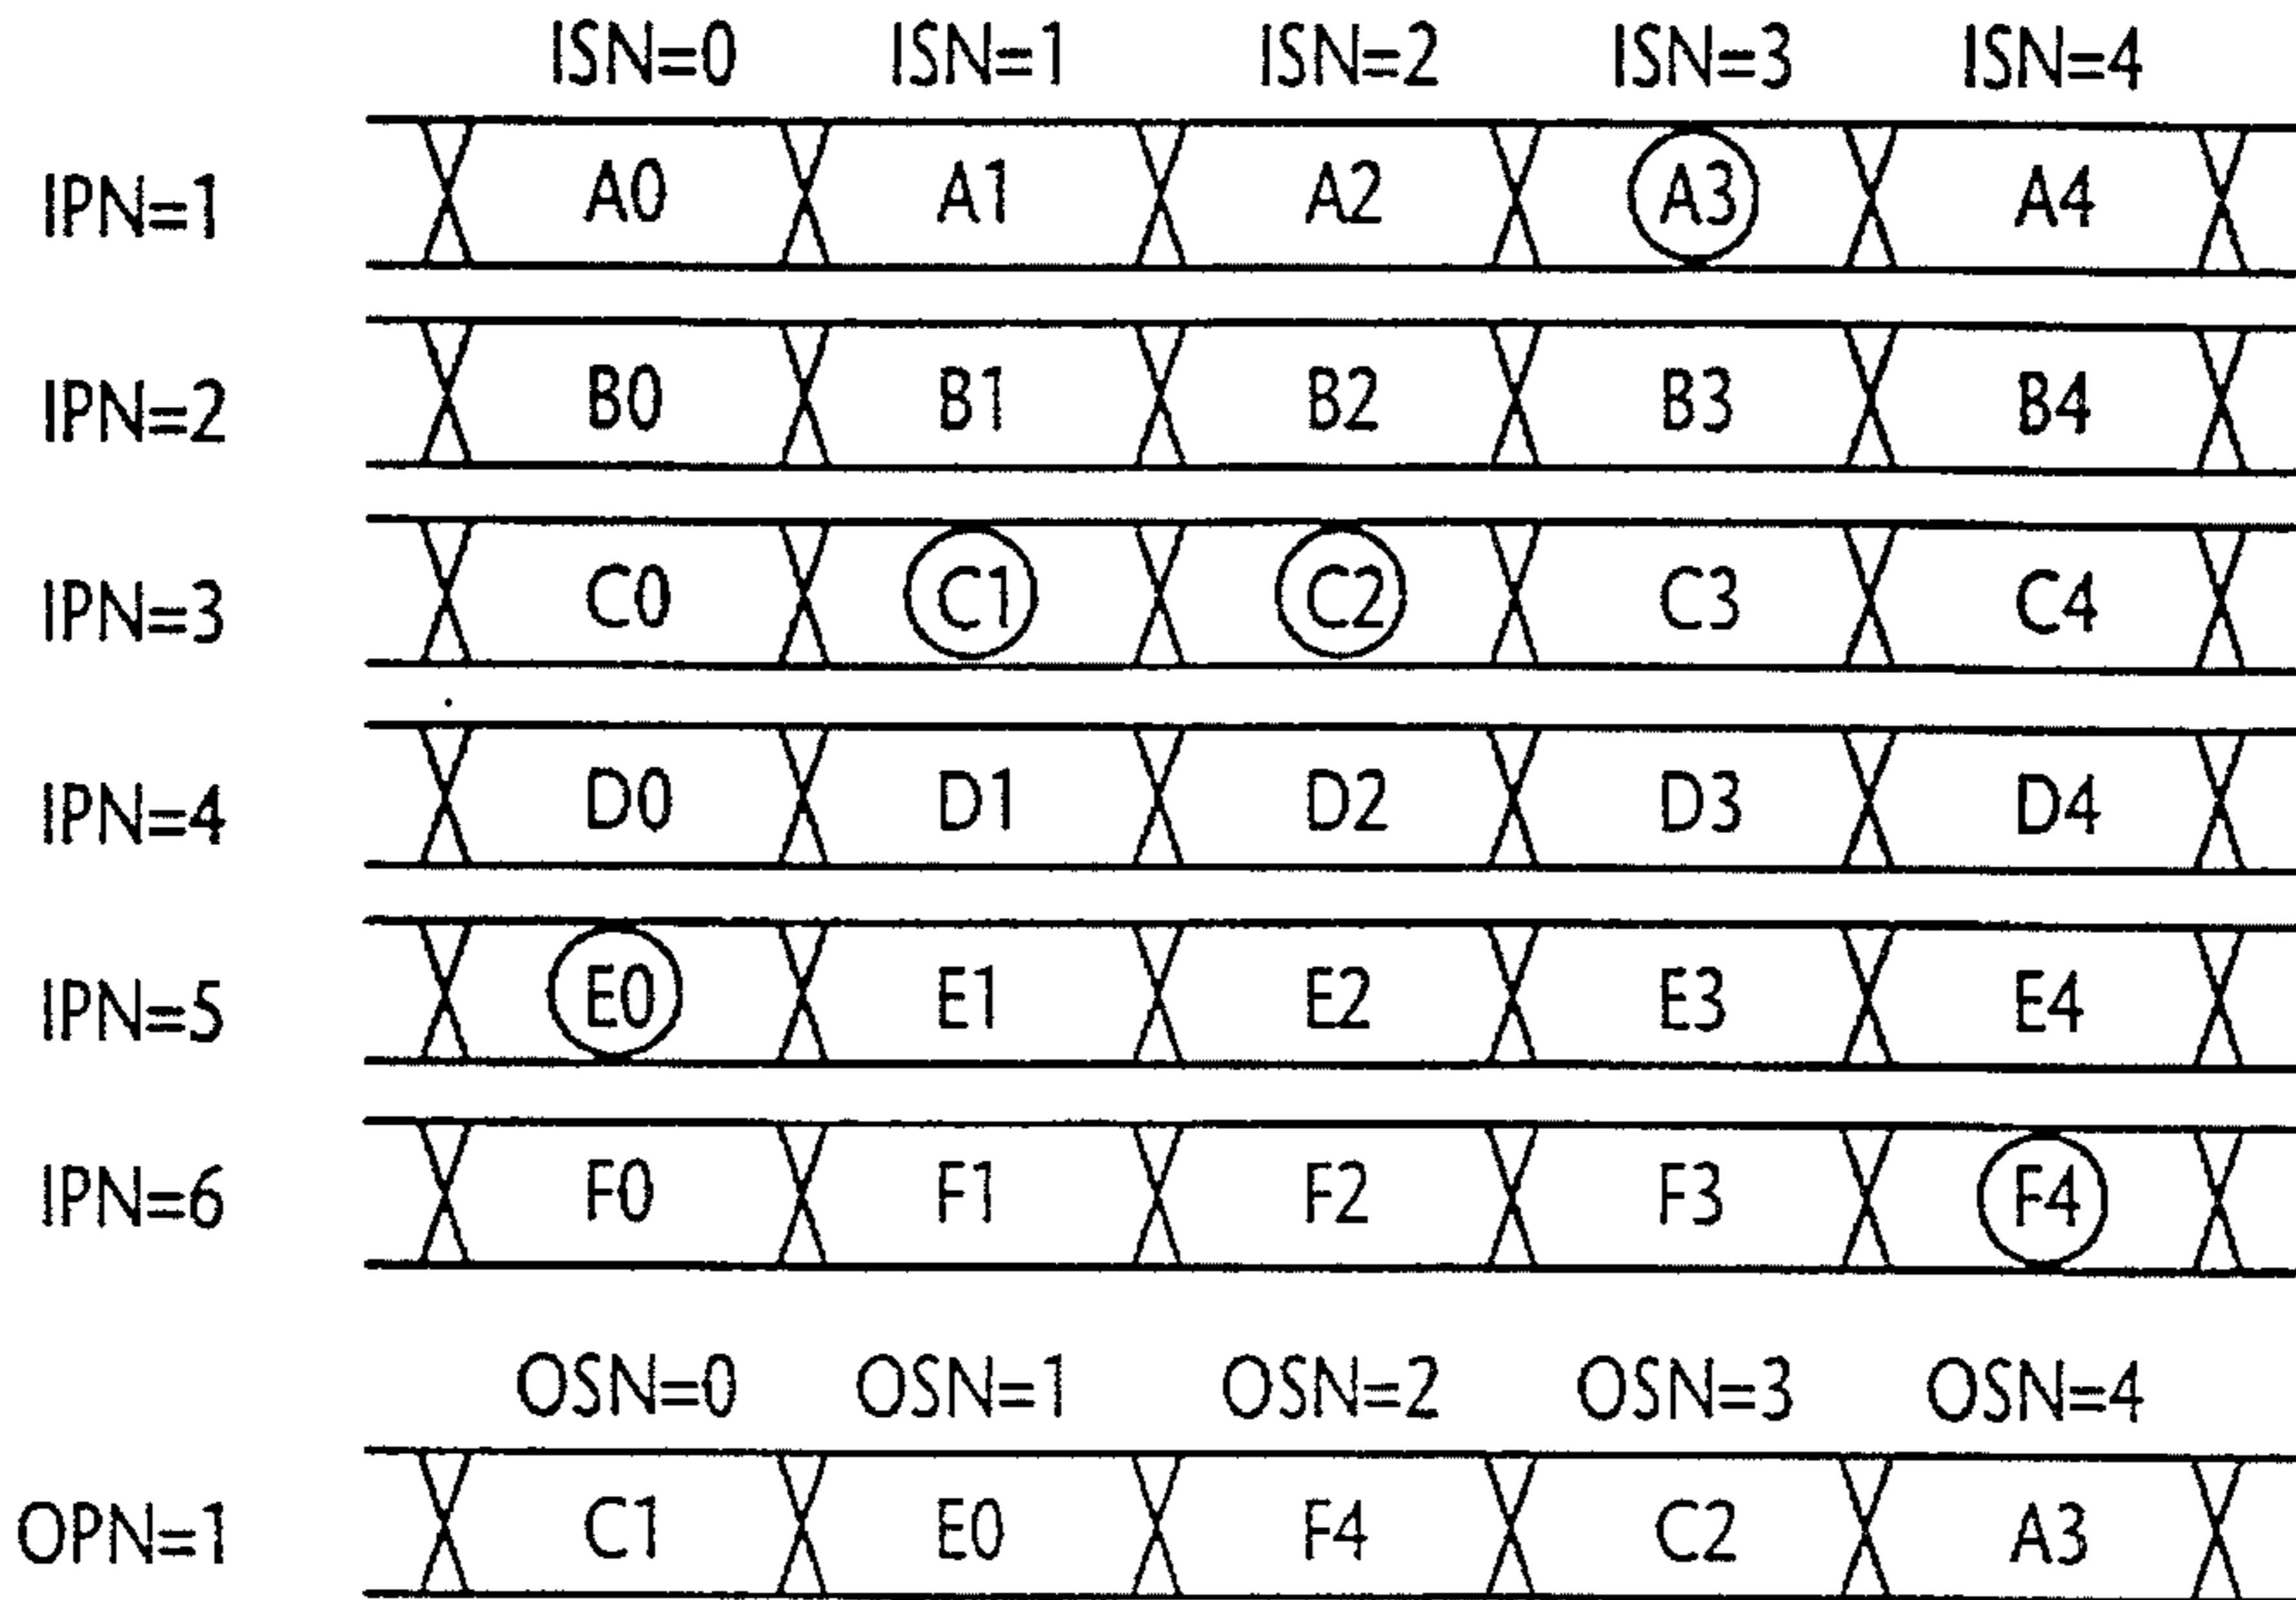 ISN=0 ISN=1 ISN=2 ISN=3 ISN=4
IPN=1 A0 A1 A2 A3 A4
IPN=2 B0 B1 B2 B3 B4
IPN=3 C0 C1 C2 C3 C4
IPN=4 D0 D1 D2 D3 D4
IPN=5 E0 E1 E2 E3 E4
IPN=6 F0 F1 F2 F3 F4
OSN=0 OSN=1 OSN=2 OSN=3 OSN=4
OPN=1 C1 E0 F4 C2 A3